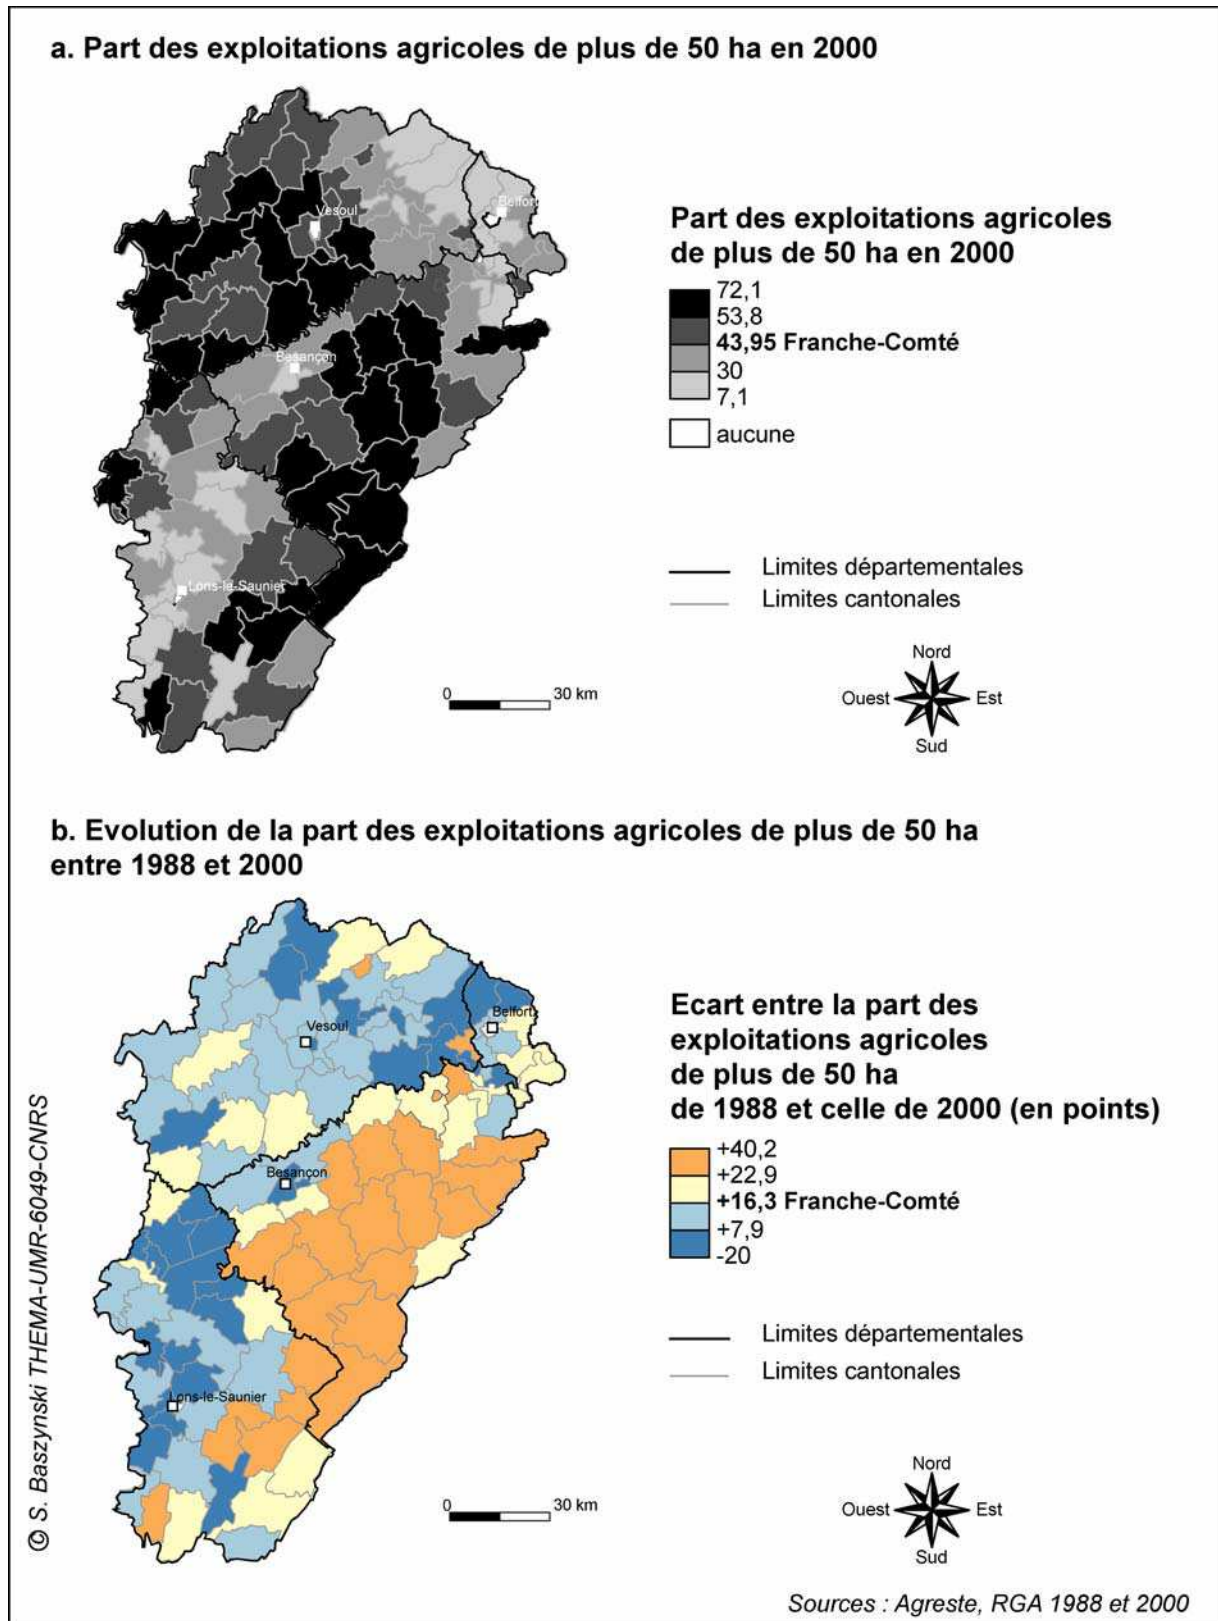 a. Part des exploitations agricoles de plus de 50 ha en 2000
Vesoul
Belfort
Besançon
Lons-le-Saunier
Part des exploitations agricoles
de plus de 50 ha en 2000
72,1
53,8
43,95 Franche-Comté
30
7,1
aucune
Limites départementales
Limites cantonales
0 30 km
Nord
Ouest Est
Sud
b. Evolution de la part des exploitations agricoles de plus de 50 ha
entre 1988 et 2000
Vesoul
Belfort
Besançon
Lons-le-Saunier
Ecart entre la part des
exploitations agricoles
de plus de 50 ha
de 1988 et celle de 2000 (en points)
+40,2
+22,9
+16,3 Franche-Comté
+7,9
-20
Limites départementales
Limites cantonales
0 30 km
Nord
Ouest Est
Sud
© S. Baszynski THEMA-UMR-6049-CNRS
Sources : Agreste, RGA 1988 et 2000